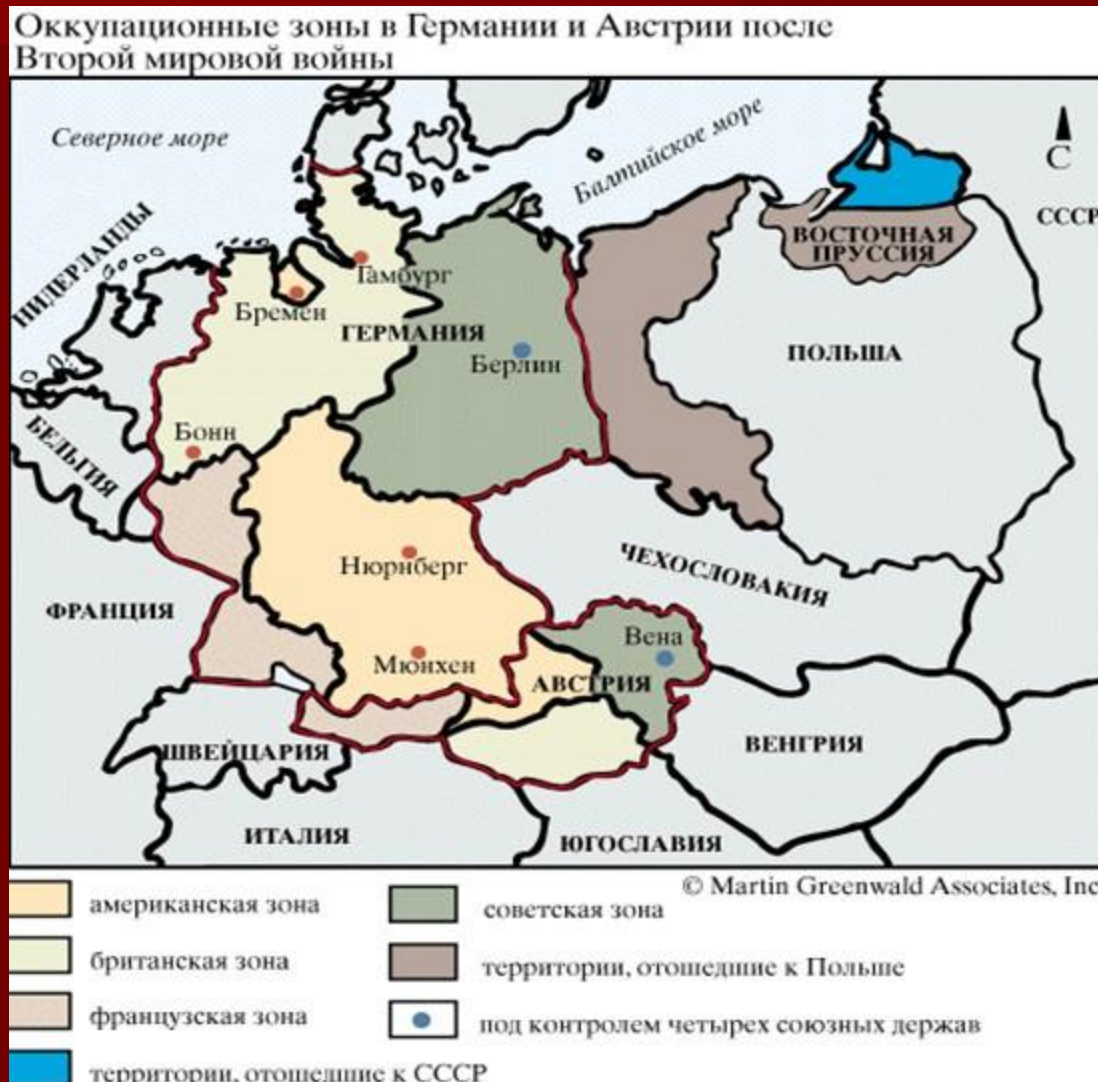 Оккупационные зоны в Германии и Австрии после
Второй мировой войны
Северное море
Балтийское море
С
СССР
НИДЕРЛАНДЫ
ВОСТОЧНАЯ
ПРУССИЯ
Гамбург
Бремен
ГЕРМАНИЯ
Берлин
ПОЛЬША
БЕЛЬГИЯ
Бонн
Нюрнберг
ЧЕХОСЛОВАКИЯ
ФРАНЦИЯ
Вена
Мюнхен
АВСТРИЯ
ШВЕЙЦАРИЯ
ВЕНГРИЯ
ИТАЛИЯ
ЮГОСЛАВИЯ
© Martin Greenwald Associates, Inc
американская зона
советская зона
британская зона
территории, отошедшие к Польше
французская зона
под контролем четырех союзных держав
территории, отошедшие к СССР